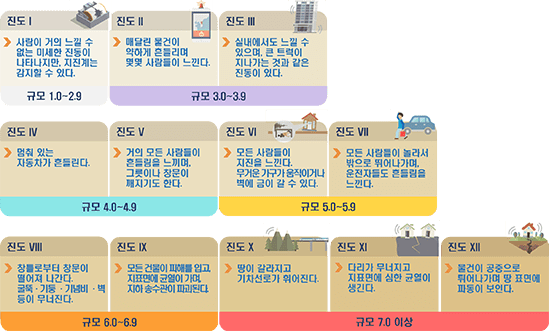 진도 I
사람이 거의 느낄 수
없는 미세한 진동이
나타나지만, 지진계는
감지할 수 있다.
규모 1.0~2.9
진도 II
매달린 물건이
약하게 흔들리며
몇몇 사람들이 느낀다.
진도 III
실내에서도 느낄 수
있으며, 큰 트럭이
지나가는 것과 같은
진동이 있다.
규모 3.0~3.9
진도 IV
멈춰 있는
자동차가 흔들린다.
진도 V
거의 모든 사람들이
흔들림을 느끼며,
그릇이나 창문이
깨지기도 한다.
규모 4.0~4.9
진도 VI
모든 사람들이
지진을 느낀다.
무거운 가구가 움직이거나
벽에 금이 갈 수 있다.
진도 VII
모든 사람들이 놀라서
밖으로 뛰어나가며,
운전자들도 흔들림을
느낀다.
규모 5.0~5.9
진도 VIII
창틀로부터 창문이
떨어져 나간다.
굴뚝 · 기둥 · 기념비 · 벽
등이 무너진다.
진도 IX
모든 건물이 피해를 입고,
지표면에 균열이 가며,
지하 송수관이 파괴된다.
규모 6.0~6.9
진도 X
땅이 갈라지고
기차선로가 휘어진다.
진도 XI
다리가 무너지고
지표면에 심한 균열이
생긴다.
진도 XII
물건이 공중으로
튀어나가며 땅 표면에
파동이 보인다.
규모 7.0 이상